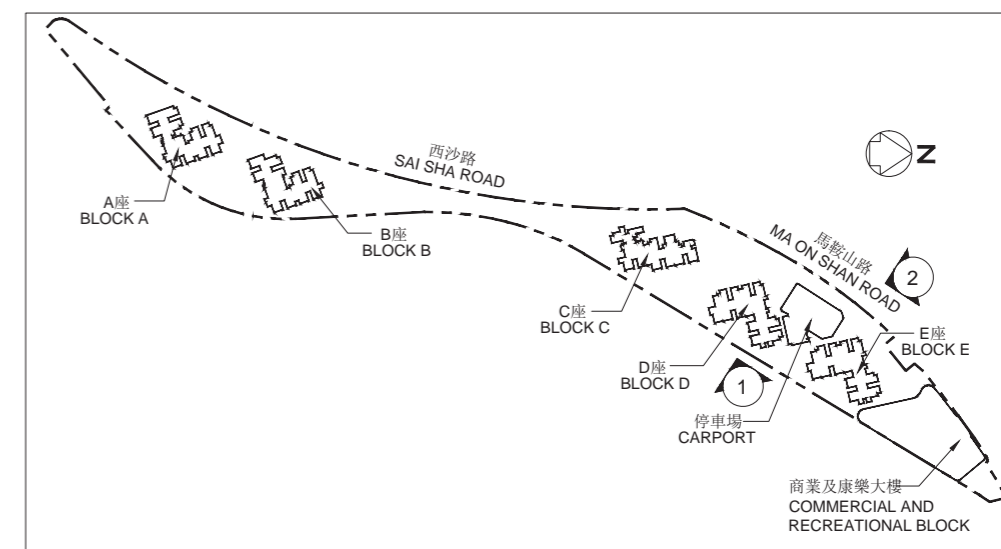 西沙路
SAI SHA ROAD
N
A座
BLOCK A
B座
BLOCK B
馬鞍山路
MA ON SHAN ROAD
2
C座
BLOCK C
E座
BLOCK E
D座
BLOCK D
1
停車場
CARPORT
商業及康樂大樓
COMMERCIAL AND
RECREATIONAL BLOCK